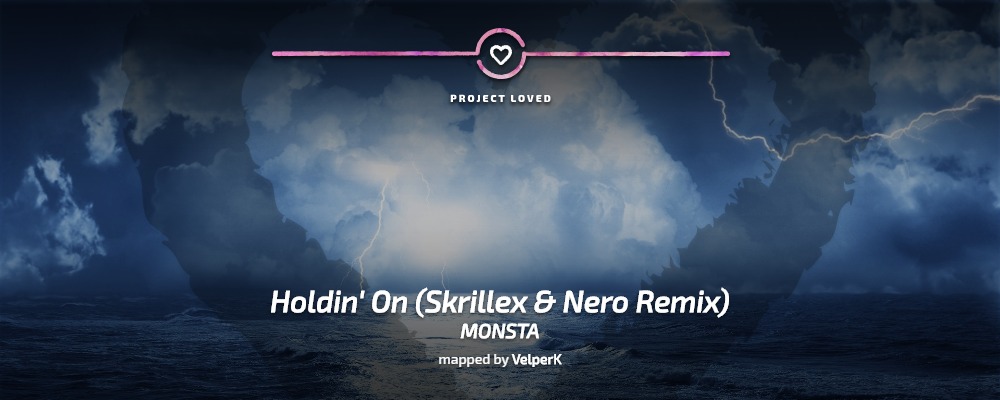 PROJECT LOVED
Holdin' On (Skrillex & Nero Remix)
MONSTA
mapped by VelperK